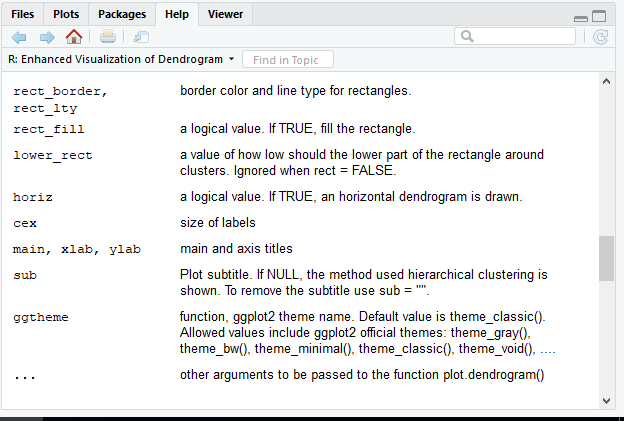 Files Plots Packages Help Viewer
R: Enhanced Visualization of Dendrogram Find in Topic
rect_border, border color and line type for rectangles.
rect_lty
rect_fill a logical value. If TRUE, fill the rectangle.
lower_rect a value of how low should the lower part of the rectangle around
clusters. Ignored when rect = FALSE.
horiz a logical value. If TRUE, an horizontal dendrogram is drawn.
cex size of labels
main, xlab, ylab main and axis titles
sub Plot subtitle. If NULL, the method used hierarchical clustering is
shown. To remove the subtitle use sub = "".
ggtheme function, ggplot2 theme name. Default value is theme_classic().
Allowed values include ggplot2 official themes: theme_gray(),
theme_bw(), theme_minimal(), theme_classic(), theme_void(), ....
... other arguments to be passed to the function plot.dendrogram()